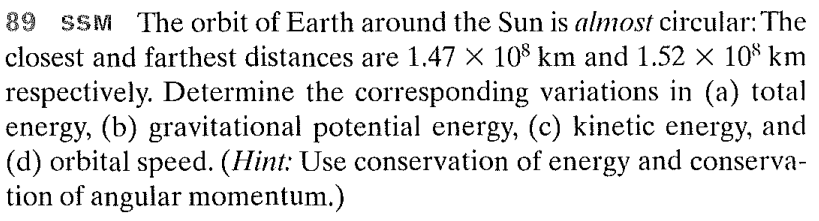 89 SSM The orbit of Earth around the Sun is almost circular: The
closest and farthest distances are 1.47 × 10⁸ km and 1.52 × 10⁸ km
respectively. Determine the corresponding variations in (a) total
energy, (b) gravitational potential energy, (c) kinetic energy, and
(d) orbital speed. (Hint: Use conservation of energy and conserva-
tion of angular momentum.)